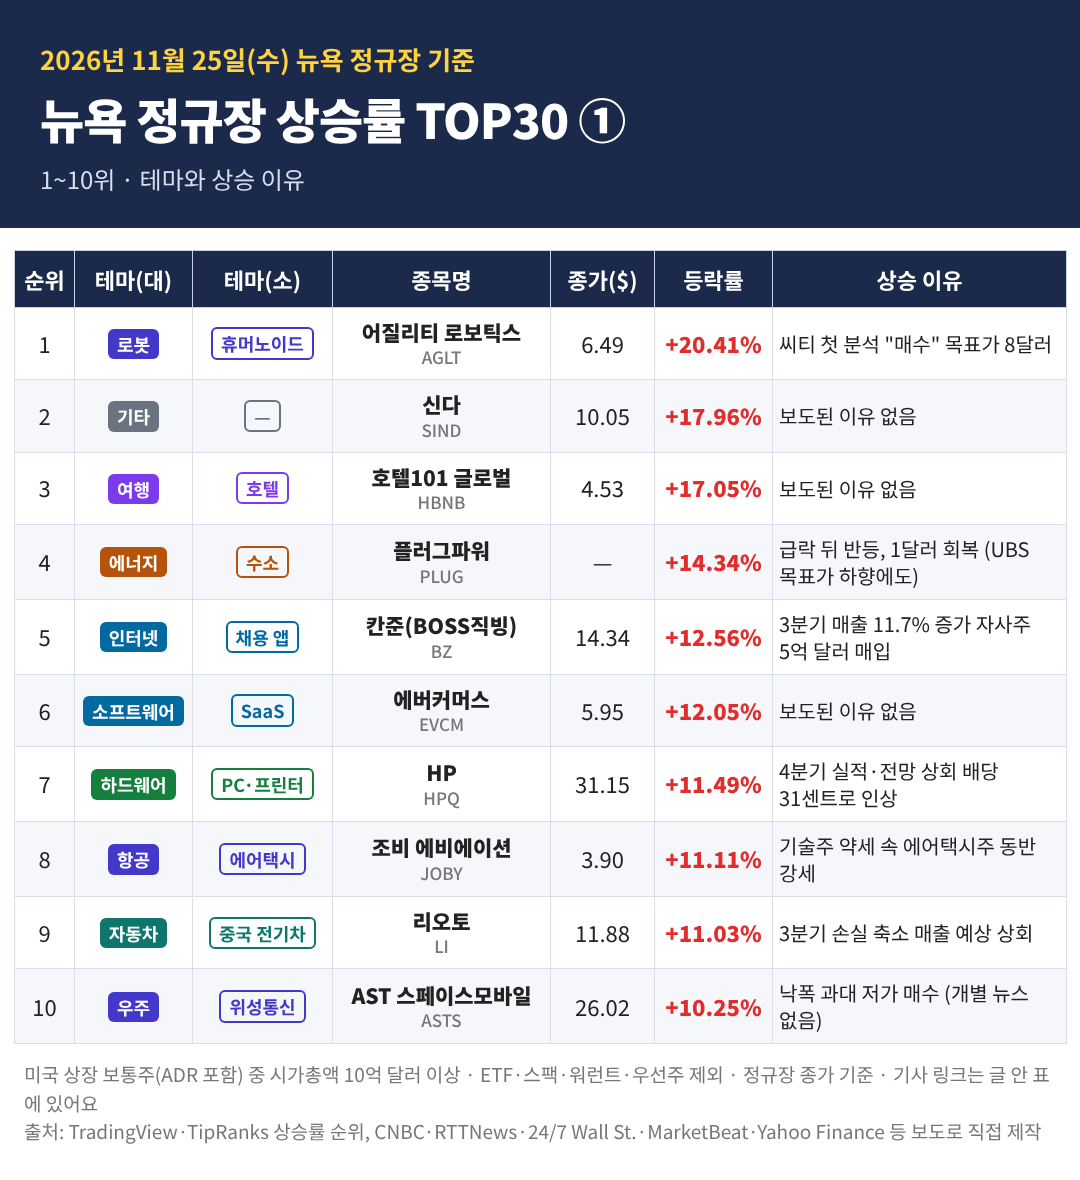 2026년 11월 25일(수) 뉴욕 정규장 기준
뉴욕 정규장 상승률 TOP30 ①
1~10위 · 테마와 상승 이유
순위 테마(대) 테마(소) 종목명 종가($) 등락률 상승 이유
1 로봇 휴머노이드 어질리티 로보틱스 6.49 +20.41% 씨티 첫 분석 "매수" 목표가 8달러
AGLT
2 기타 — 신다 10.05 +17.96% 보도된 이유 없음
SIND
3 여행 호텔 호텔101 글로벌 4.53 +17.05% 보도된 이유 없음
HBNB
4 에너지 수소 플러그파워 — +14.34% 급락 뒤 반등, 1달러 회복 (UBS
PLUG 목표가 하향에도)
5 인터넷 채용 앱 칸준(BOSS직빙) 14.34 +12.56% 3분기 매출 11.7% 증가 자사주
BZ 5억 달러 매입
6 소프트웨어 SaaS 에버커머스 5.95 +12.05% 보도된 이유 없음
EVCM
7 하드웨어 PC·프린터 HP 31.15 +11.49% 4분기 실적·전망 상회 배당
HPQ 31센트로 인상
8 항공 에어택시 조비 에비에이션 3.90 +11.11% 기술주 약세 속 에어택시주 동반
JOBY 강세
9 자동차 중국 전기차 리오토 11.88 +11.03% 3분기 손실 축소 매출 예상 상회
LI
10 우주 위성통신 AST 스페이스모바일 26.02 +10.25% 낙폭 과대 저가 매수 (개별 뉴스
ASTS 없음)
미국 상장 보통주(ADR 포함) 중 시가총액 10억 달러 이상 · ETF·스팩·워런트·우선주 제외 · 정규장 종가 기준 · 기사 링크는 글 안 표
에 있어요
출처: TradingView·TipRanks 상승률 순위, CNBC·RTTNews·24/7 Wall St.·MarketBeat·Yahoo Finance 등 보도로 직접 제작